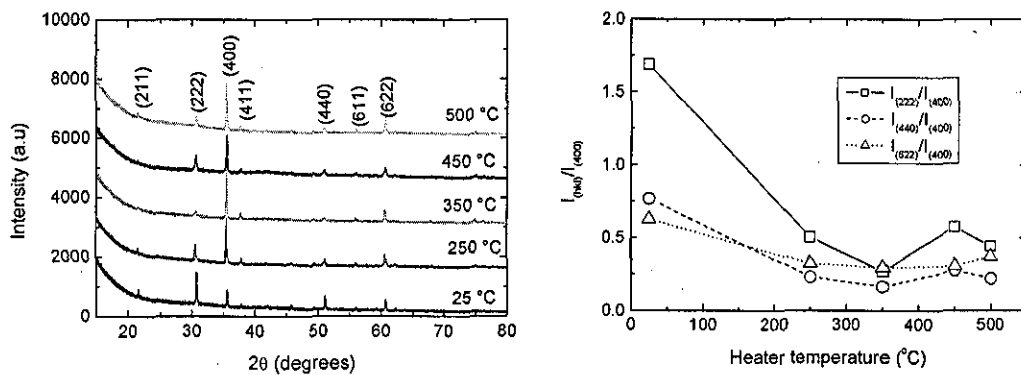 10000
8000
6000
4000
2000
0
Intensity (a.u)
(211)
(222)
(400)
(411)
(440)
(611)
(622)
500 °C
450 °C
350 °C
250 °C
25 °C
15 20 30 40 50 60 70 80
2θ (degrees)
2.0
1.5
1.0
0.5
0.0
I(hkl)/I(400)
I(222)/I(400)
I(440)/I(400)
I(622)/I(400)
0 100 200 300 400 500
Heater temperature (°C)